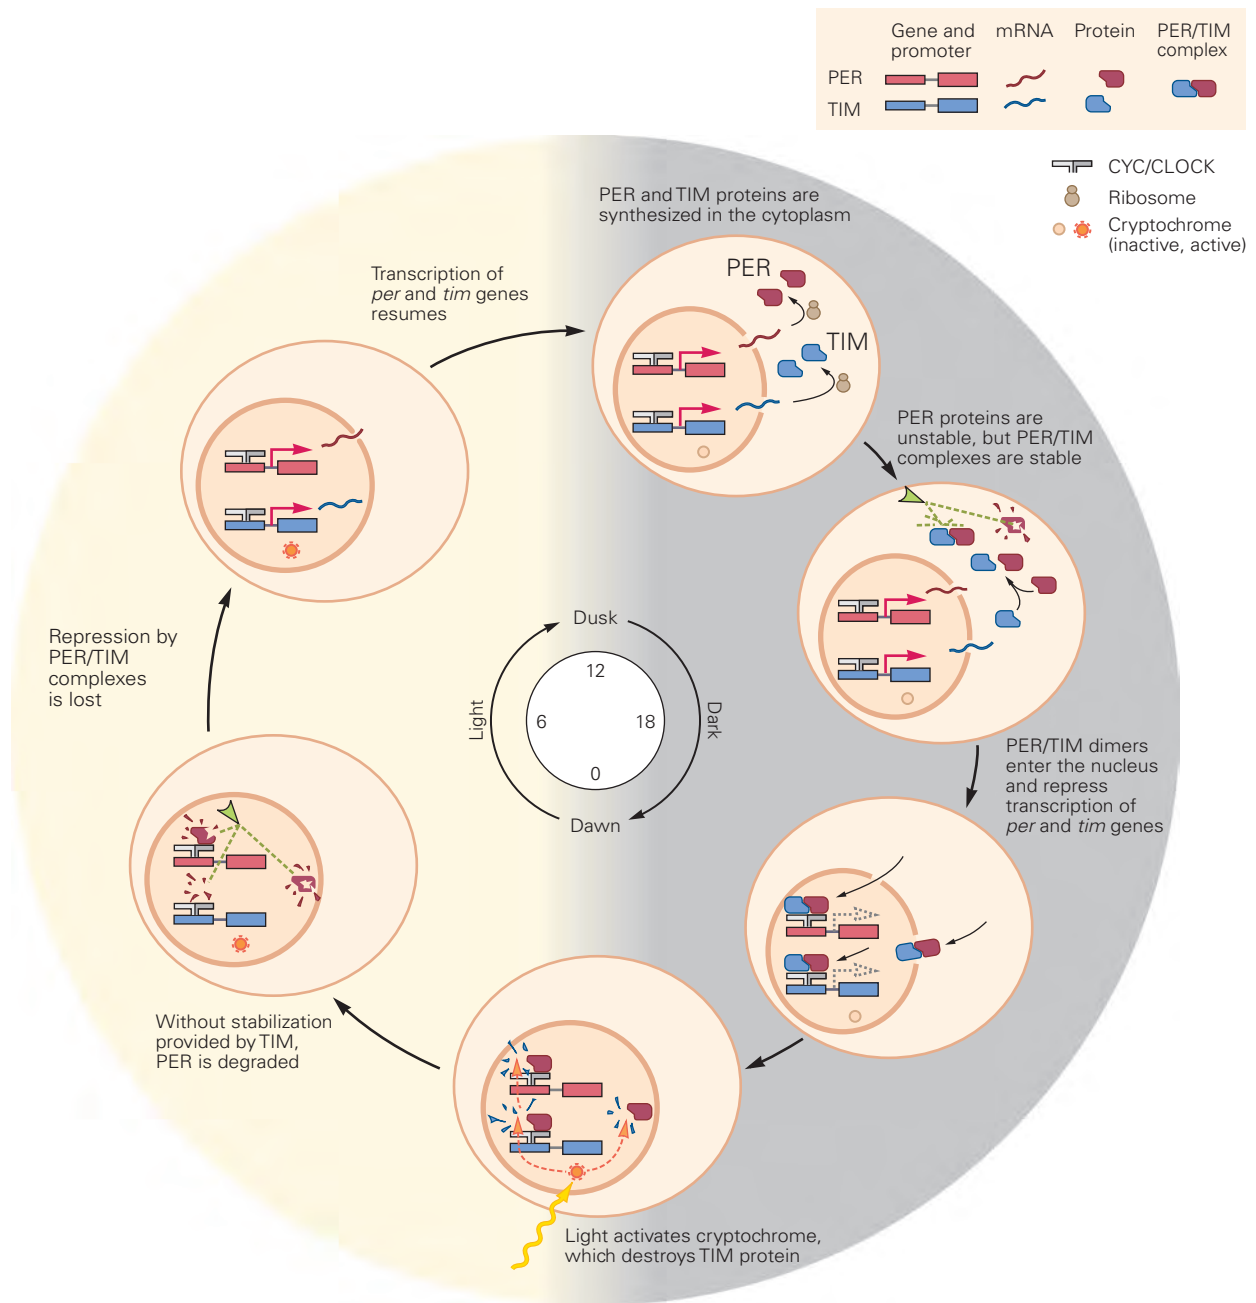 Gene and mRNA Protein PER/TIM
promoter complex
PER
TIM
CYC/CLOCK
Ribosome
Cryptochrome
(inactive, active)
PER and TIM proteins are
synthesized in the cytoplasm
PER
TIM
Transcription of
per and tim genes
resumes
PER proteins are
unstable, but PER/TIM
complexes are stable
Repression by
PER/TIM
complexes
is lost
Dusk
12
Light
6
18
Dark
0
Dawn
PER/TIM dimers
enter the nucleus
and repress
transcription of
per and tim genes
Without stabilization
provided by TIM,
PER is degraded
Light activates cryptochrome,
which destroys TIM protein